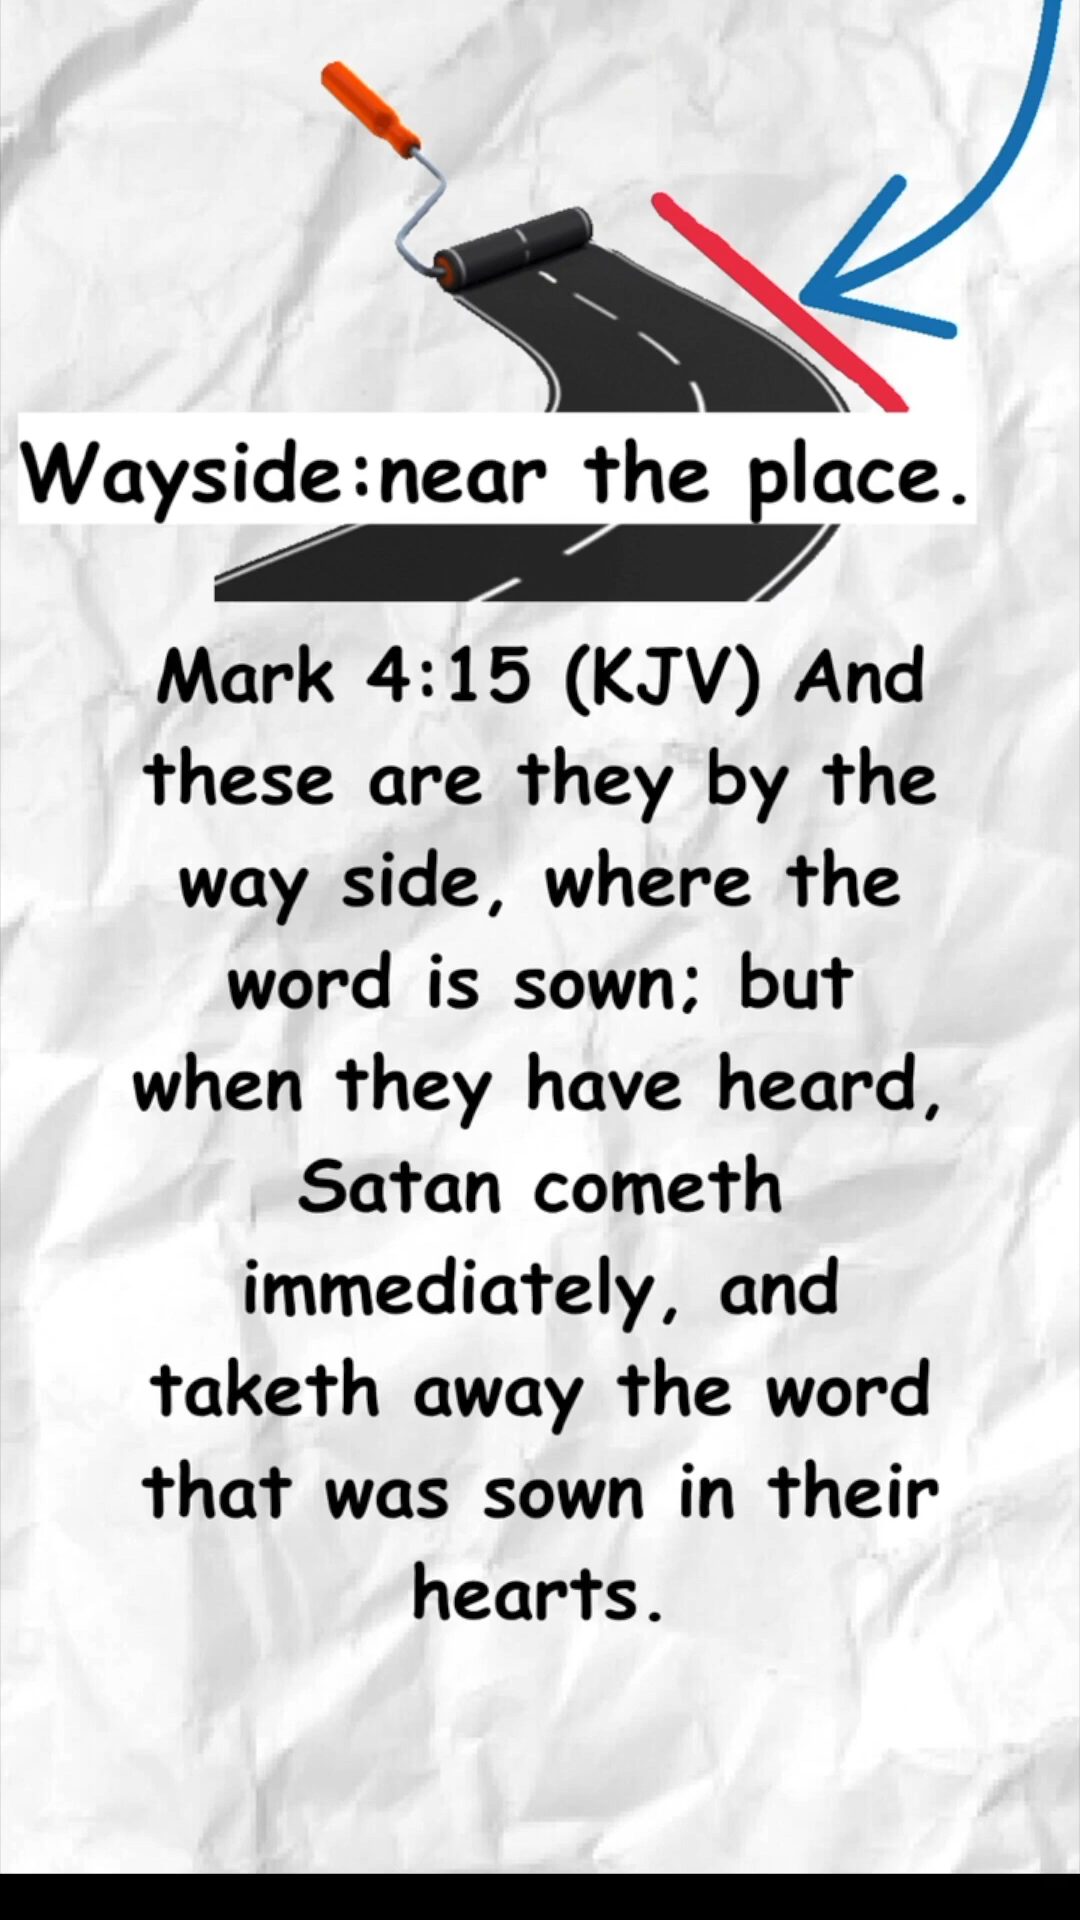 Wayside:near the place.
Mark 4:15 (KJV) And
these are they by the
way side, where the
word is sown; but
when they have heard,
Satan cometh
immediately, and
taketh away the word
that was sown in their
hearts.